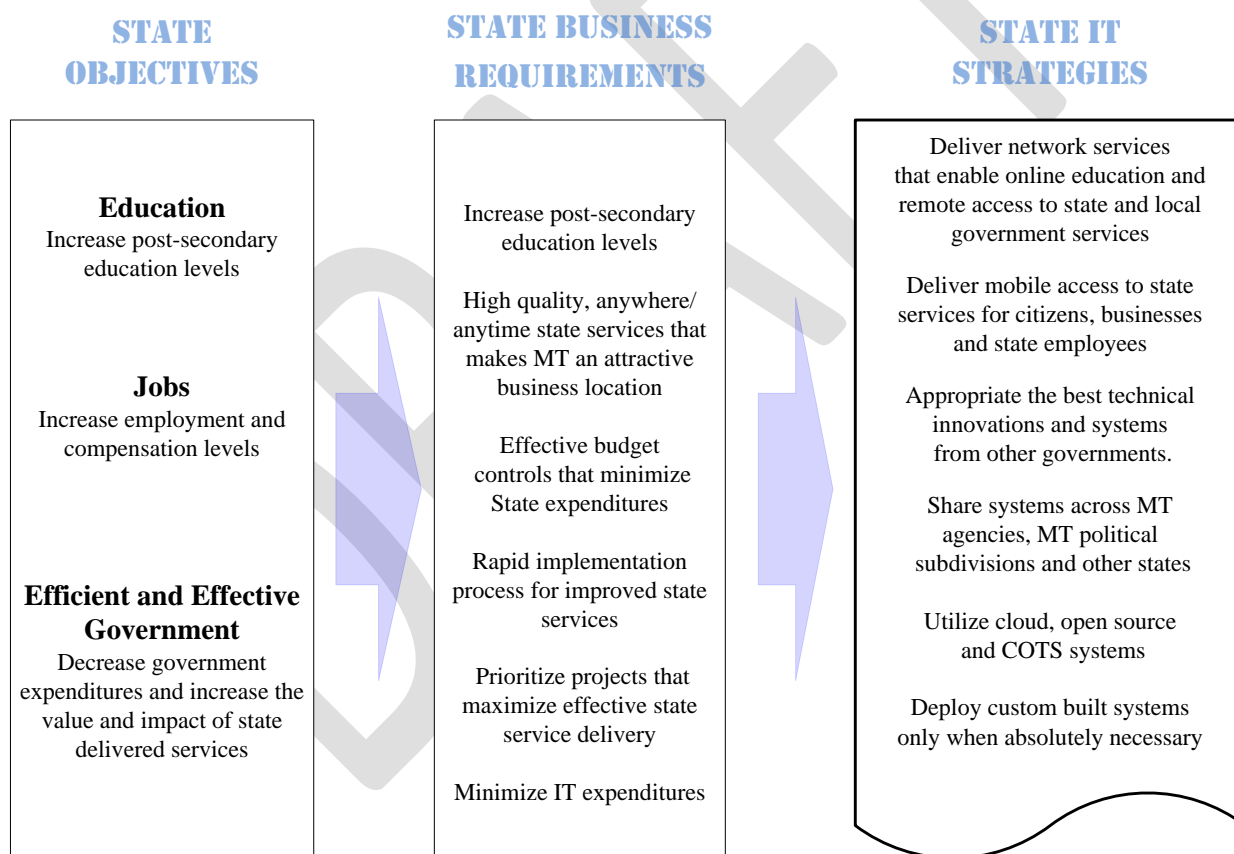 STATE
OBJECTIVES
Education
Increase post-secondary
education levels
Jobs
Increase employment and
compensation levels
Efficient and Effective
Government
Decrease government
expenditures and increase the
value and impact of state
delivered services
STATE BUSINESS
REQUIREMENTS
Increase post-secondary
education levels
High quality, anywhere/
anytime state services that
makes MT an attractive
business location
Effective budget
controls that minimize
State expenditures
Rapid implementation
process for improved state
services
Prioritize projects that
maximize effective state
service delivery
Minimize IT expenditures
STATE IT
STRATEGIES
Deliver network services
that enable online education and
remote access to state and local
government services
Deliver mobile access to state
services for citizens, businesses
and state employees
Appropriate the best technical
innovations and systems
from other governments.
Share systems across MT
agencies, MT political
subdivisions and other states
Utilize cloud, open source
and COTS systems
Deploy custom built systems
only when absolutely necessary